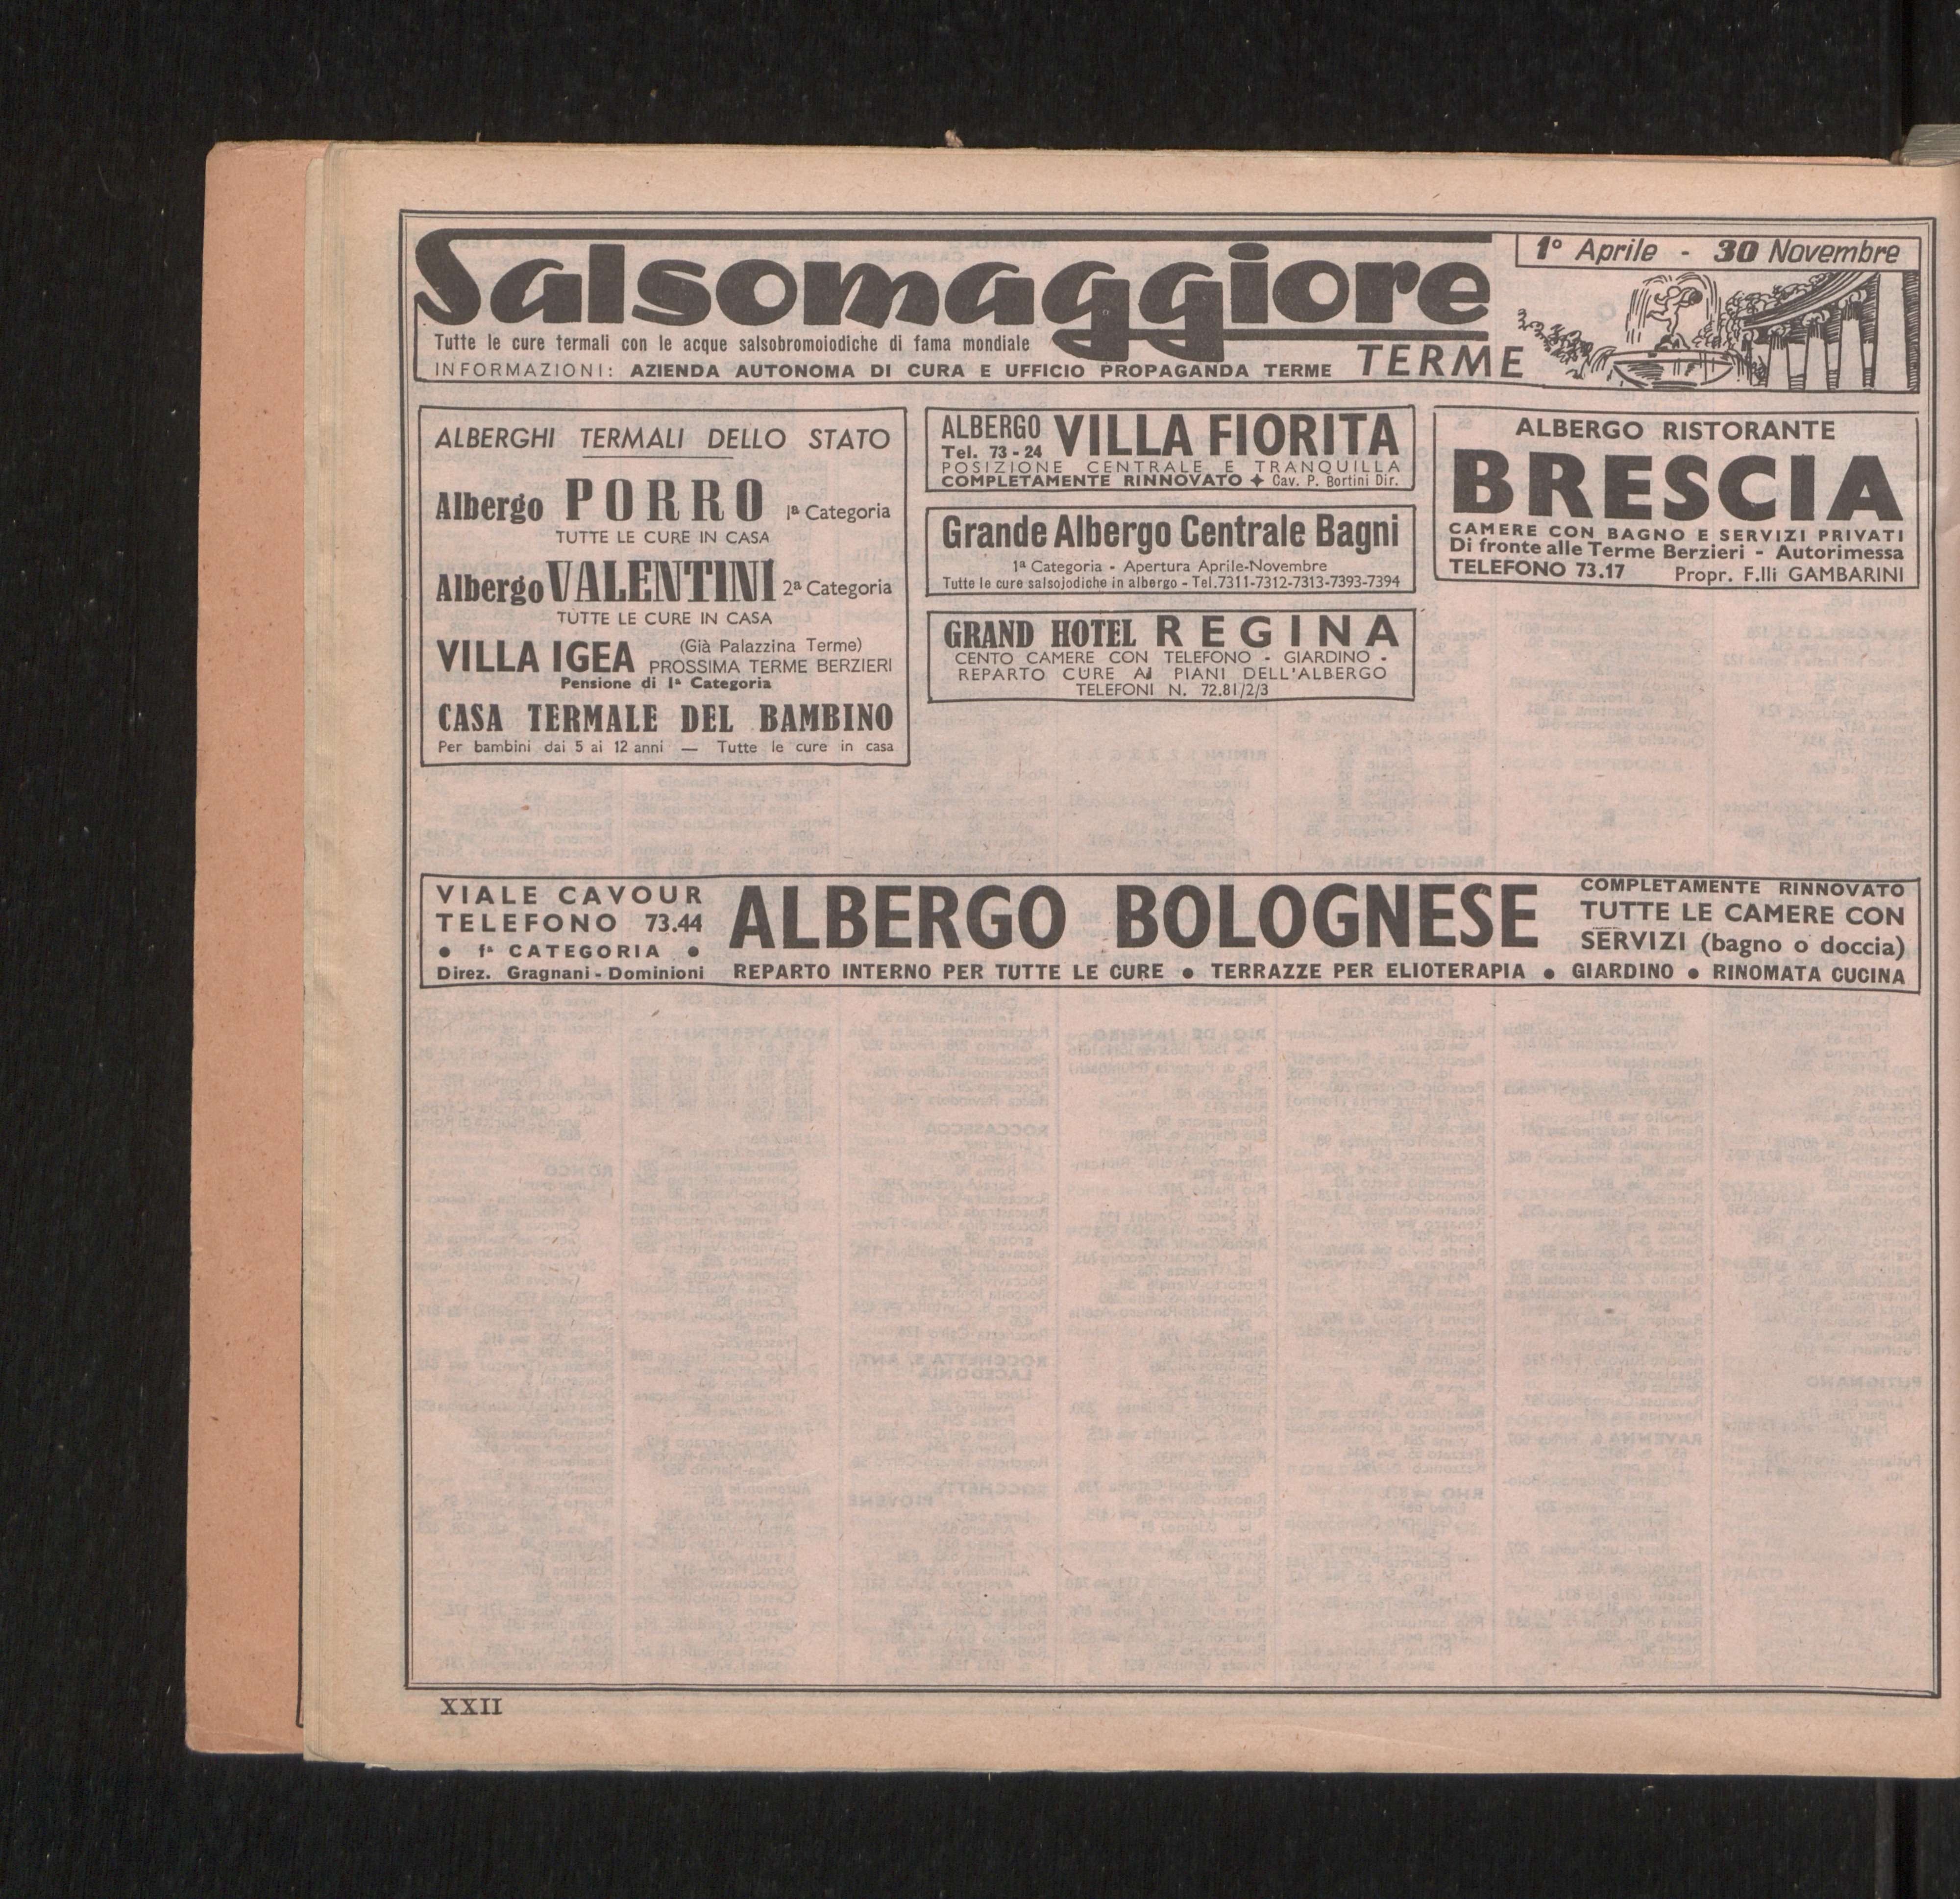 Salsomaggiore
TERME
1º Aprile - 30 Novembre
Tutte le cure termali con le acque salsobromoiodiche di fama mondiale
INFORMAZIONI: AZIENDA AUTONOMA DI CURA E UFFICIO PROPAGANDA TERME
ALBERGHI TERMALI DELLO STATO
Albergo PORRO 1ª Categoria
TUTTE LE CURE IN CASA
Albergo VALENTINI 2ª Categoria
TUTTE LE CURE IN CASA
VILLA IGEA (Già Palazzina Terme)
PROSSIMA TERME BERZIERI
Pensione di 1ª Categoria
CASA TERMALE DEL BAMBINO
Per bambini dai 5 ai 12 anni — Tutte le cure in casa
ALBERGO VILLA FIORITA
Tel. 73-24
POSIZIONE CENTRALE E TRANQUILLA
COMPLETAMENTE RINNOVATO ✦ Cav. P. Bortini Dir.
Grande Albergo Centrale Bagni
1ª Categoria - Apertura Aprile-Novembre
Tutte le cure salsojodiche in albergo - Tel. 7311-7312-7313-7393-7394
GRAND HOTEL REGINA
CENTO CAMERE CON TELEFONO - GIARDINO -
REPARTO CURE AI PIANI DELL'ALBERGO
TELEFONI N. 72.81/2/3
ALBERGO RISTORANTE
BRESCIA
CAMERE CON BAGNO E SERVIZI PRIVATI
Di fronte alle Terme Berzieri - Autorimessa
TELEFONO 73.17 Propr. F.lli GAMBARINI
VIALE CAVOUR
TELEFONO 73.44
• 1ª CATEGORIA •
Direz. Gragnani - Dominioni
ALBERGO BOLOGNESE
COMPLETAMENTE RINNOVATO
TUTTE LE CAMERE CON
SERVIZI (bagno o doccia)
REPARTO INTERNO PER TUTTE LE CURE • TERRAZZE PER ELIOTERAPIA • GIARDINO • RINOMATA CUCINA
XXII